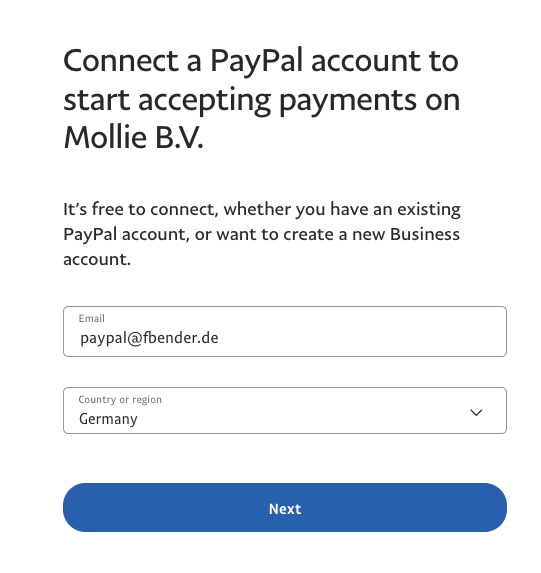 Connect a PayPal account to
start accepting payments on
Mollie B.V.
It's free to connect, whether you have an existing
PayPal account, or want to create a new Business
account.
Email
paypal@fbender.de
Country or region
Germany
Next